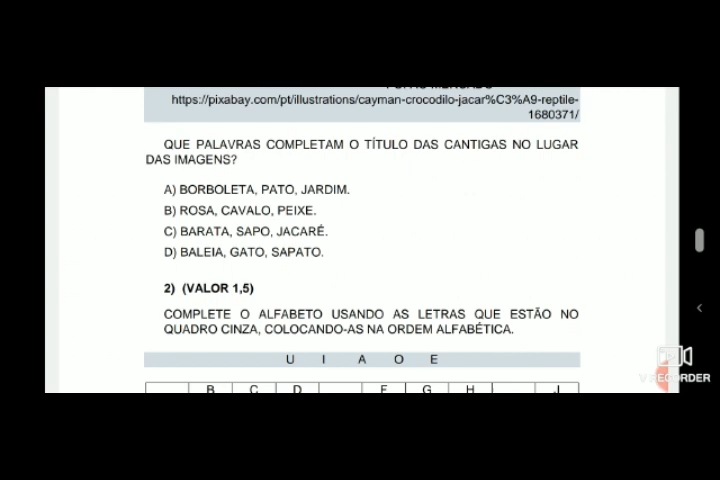 https://pixabay.com/pt/illustrations/cayman-crocodilo-jacar%C3%A9-reptile-
1680371/
QUE PALAVRAS COMPLETAM O TÍTULO DAS CANTIGAS NO LUGAR
DAS IMAGENS?
A) BORBOLETA, PATO, JARDIM.
B) ROSA, CAVALO, PEIXE.
C) BARATA, SAPO, JACARÉ.
D) BALEIA, GATO, SAPATO.
2) (VALOR 1,5)
COMPLETE O ALFABETO USANDO AS LETRAS QUE ESTÃO NO
QUADRO CINZA, COLOCANDO-AS NA ORDEM ALFABÉTICA.
U I A O E
B C D F G H J